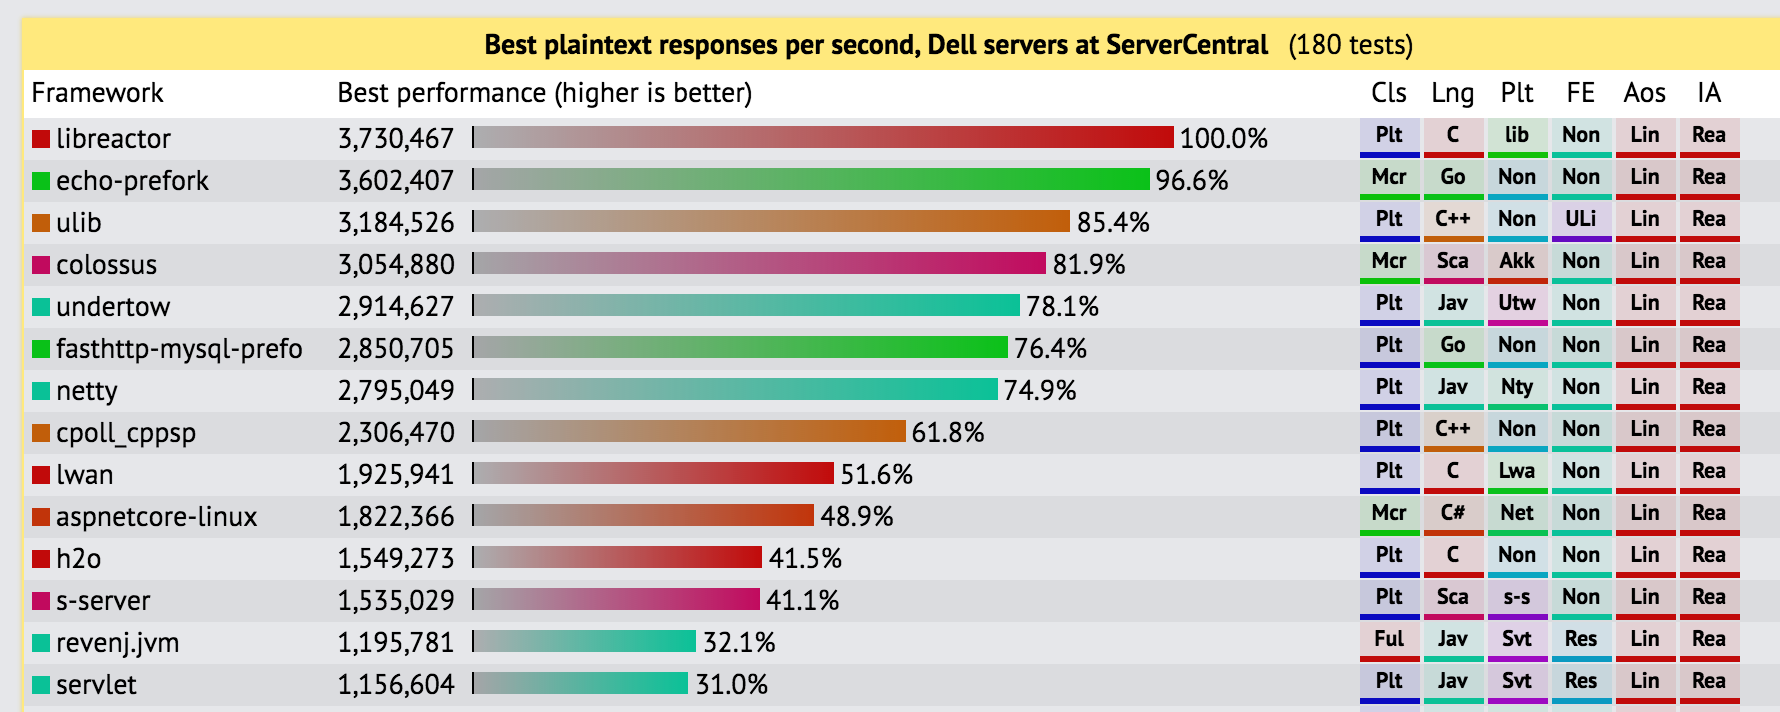 Best plaintext responses per second, Dell servers at ServerCentral (180 tests)
Framework Best performance (higher is better) Cls Lng Plt FE Aos IA
libreactor 3,730,467 100.0% Plt C lib Non Lin Rea
echo-prefork 3,602,407 96.6% Mcr Go Non Non Lin Rea
ulib 3,184,526 85.4% Plt C++ Non ULi Lin Rea
colossus 3,054,880 81.9% Mcr Sca Akk Non Lin Rea
undertow 2,914,627 78.1% Plt Jav Utw Non Lin Rea
fasthttp-mysql-prefo 2,850,705 76.4% Plt Go Non Non Lin Rea
netty 2,795,049 74.9% Plt Jav Nty Non Lin Rea
cpoll_cppsp 2,306,470 61.8% Plt C++ Non Non Lin Rea
lwan 1,925,941 51.6% Plt C Lwa Non Lin Rea
aspnetcore-linux 1,822,366 48.9% Mcr C# Net Non Lin Rea
h2o 1,549,273 41.5% Plt C Non Non Lin Rea
s-server 1,535,029 41.1% Plt Sca s-s Non Lin Rea
revenj.jvm 1,195,781 32.1% Ful Jav Svt Res Lin Rea
servlet 1,156,604 31.0% Plt Jav Svt Res Lin Rea